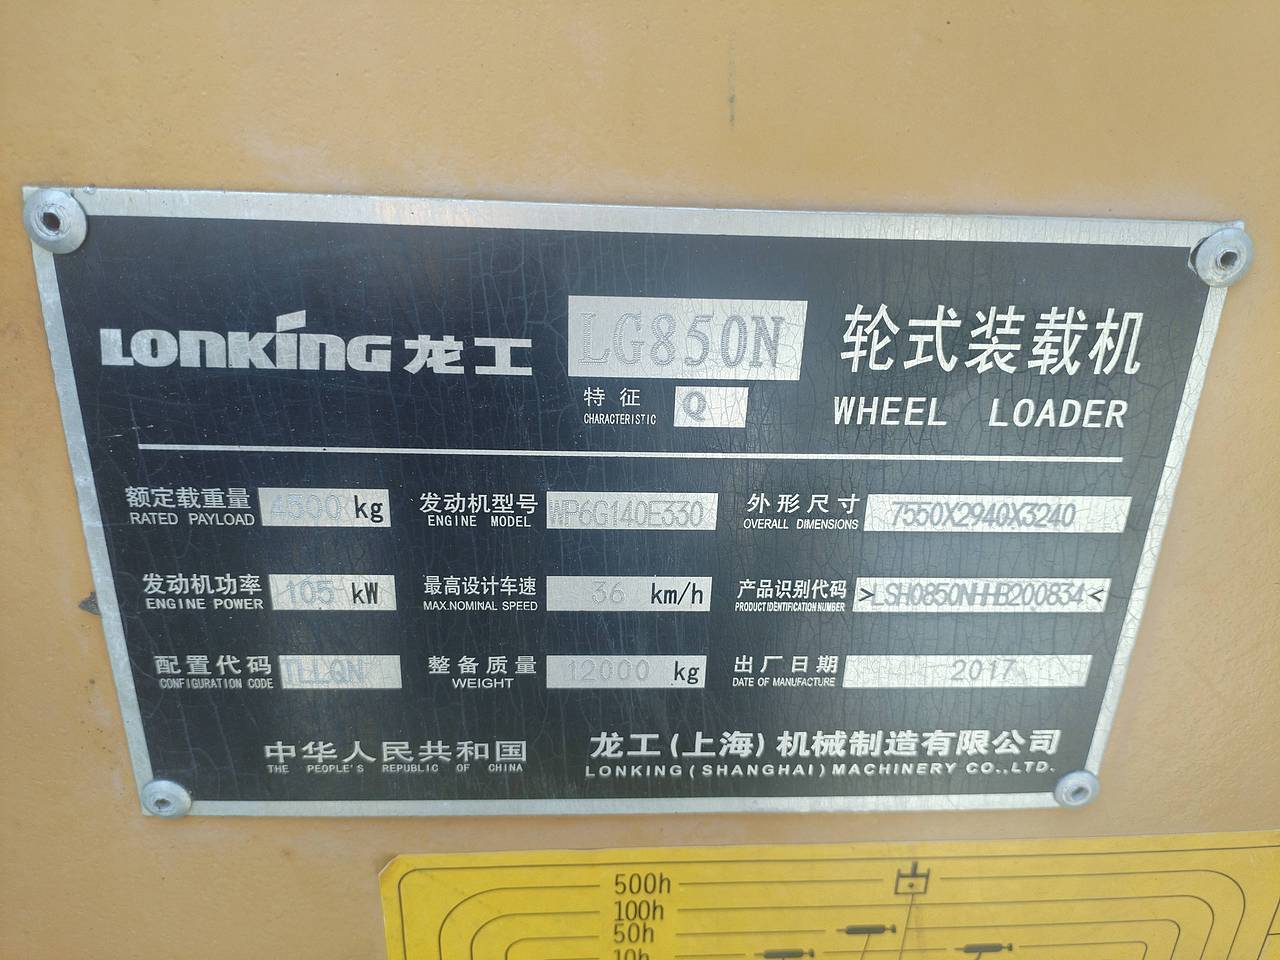 LONKING 龙工 LG850N 轮式装载机
特征 Q
CHARACTERISTIC
WHEEL LOADER
额定载重量 4500 kg 发动机型号 WP6G140E330 外形尺寸 7550X2940X3240
RATED PAYLOAD ENGINE MODEL OVERALL DIMENSIONS
发动机功率 105 kW 最高设计车速 36 km/h 产品识别代码 >LSH0850NHHB200834<
ENGINE POWER MAX.NOMINAL SPEED PRODUCT IDENTIFICATION NUMBER
配置代码 TLLQN 整备质量 12000 kg 出厂日期 2017
CONFIGURATION CODE WEIGHT DATE OF MANUFACTURE
中华人民共和国 龙工(上海)机械制造有限公司
THE PEOPLE'S REPUBLIC OF CHINA LONKING(SHANGHAI)MACHINERY CO.,LTD.
500h
100h
50h
10h